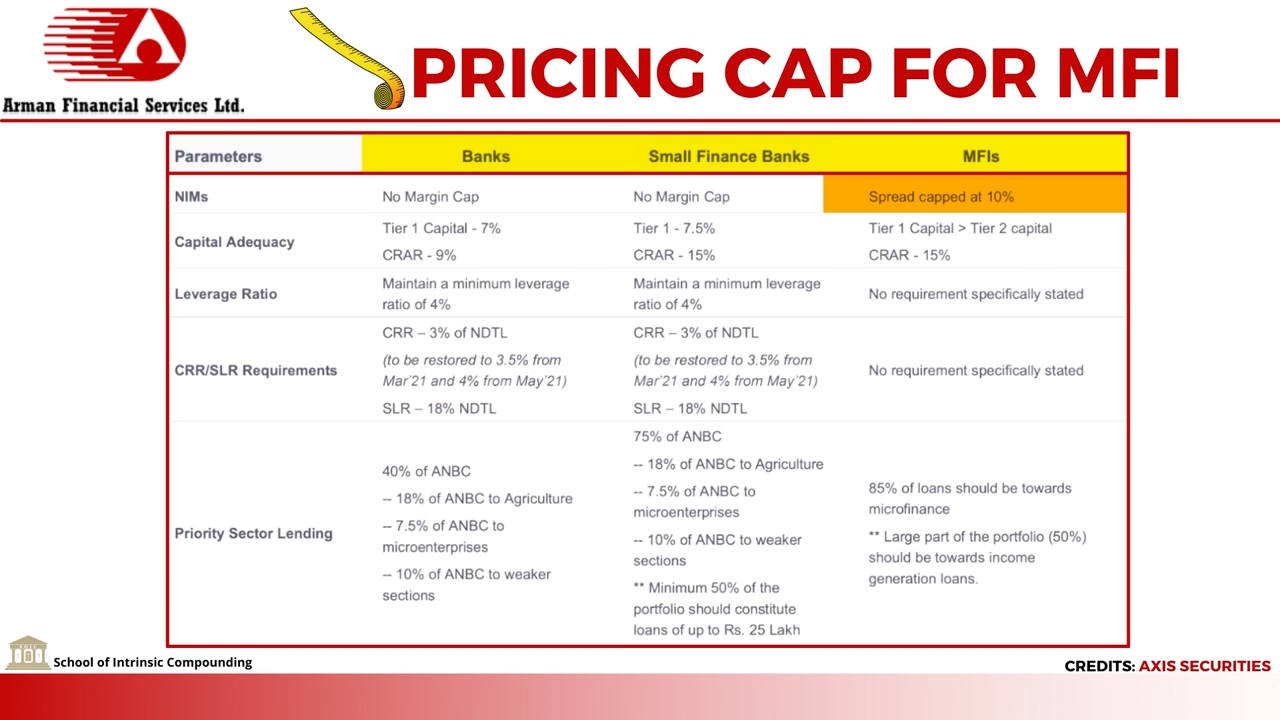 Arman Financial Services Ltd.
PRICING CAP FOR MFI
Parameters Banks Small Finance Banks MFIs
NIMs No Margin Cap No Margin Cap Spread capped at 10%
Capital Adequacy
Tier 1 Capital - 7%
CRAR - 9%
Tier 1 - 7.5%
CRAR - 15%
Tier 1 Capital > Tier 2 capital
CRAR - 15%
Leverage Ratio
Maintain a minimum leverage
ratio of 4%
Maintain a minimum leverage
ratio of 4%
No requirement specifically stated
CRR/SLR Requirements
CRR – 3% of NDTL
(to be restored to 3.5% from
Mar'21 and 4% from May'21)
SLR – 18% NDTL
CRR – 3% of NDTL
(to be restored to 3.5% from
Mar'21 and 4% from May'21)
SLR – 18% NDTL
No requirement specifically stated
Priority Sector Lending
40% of ANBC
-- 18% of ANBC to Agriculture
-- 7.5% of ANBC to
microenterprises
-- 10% of ANBC to weaker
sections
75% of ANBC
-- 18% of ANBC to Agriculture
-- 7.5% of ANBC to
microenterprises
-- 10% of ANBC to weaker
sections
** Minimum 50% of the
portfolio should constitute
loans of up to Rs. 25 Lakh
85% of loans should be towards
microfinance
** Large part of the portfolio (50%)
should be towards income
generation loans.
School of Intrinsic Compounding
CREDITS: AXIS SECURITIES